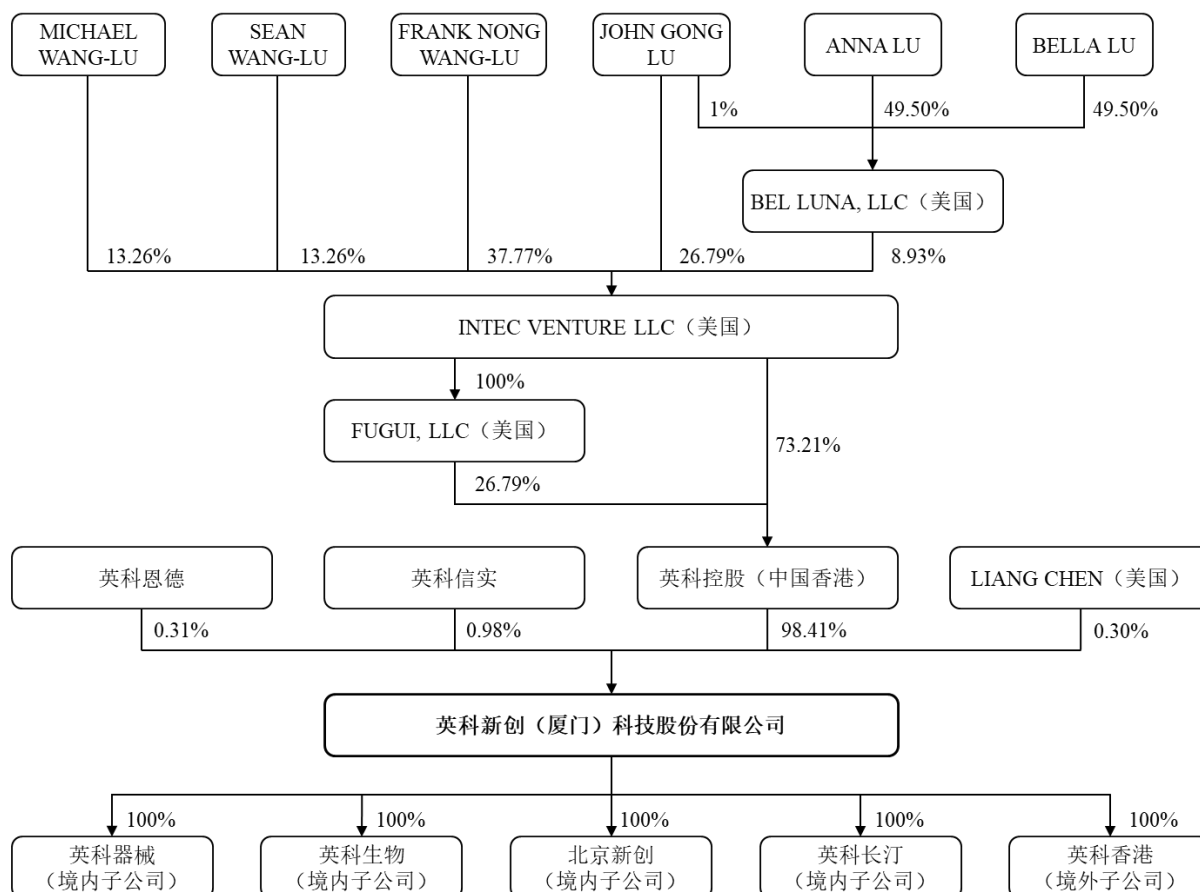 MICHAEL
WANG-LU
SEAN
WANG-LU
FRANK NONG
WANG-LU
JOHN GONG
LU
ANNA LU
BELLA LU
1%
49.50%
49.50%
BEL LUNA, LLC（美国）
13.26%
13.26%
37.77%
26.79%
8.93%
INTEC VENTURE LLC（美国）
100%
FUGUI, LLC（美国）
73.21%
26.79%
英科恩德
英科信实
英科控股（中国香港）
LIANG CHEN（美国）
0.31%
0.98%
98.41%
0.30%
英科新创（厦门）科技股份有限公司
100%
100%
100%
100%
100%
英科器械
（境内子公司）
英科生物
（境内子公司）
北京新创
（境内子公司）
英科长汀
（境内子公司）
英科香港
（境外子公司）